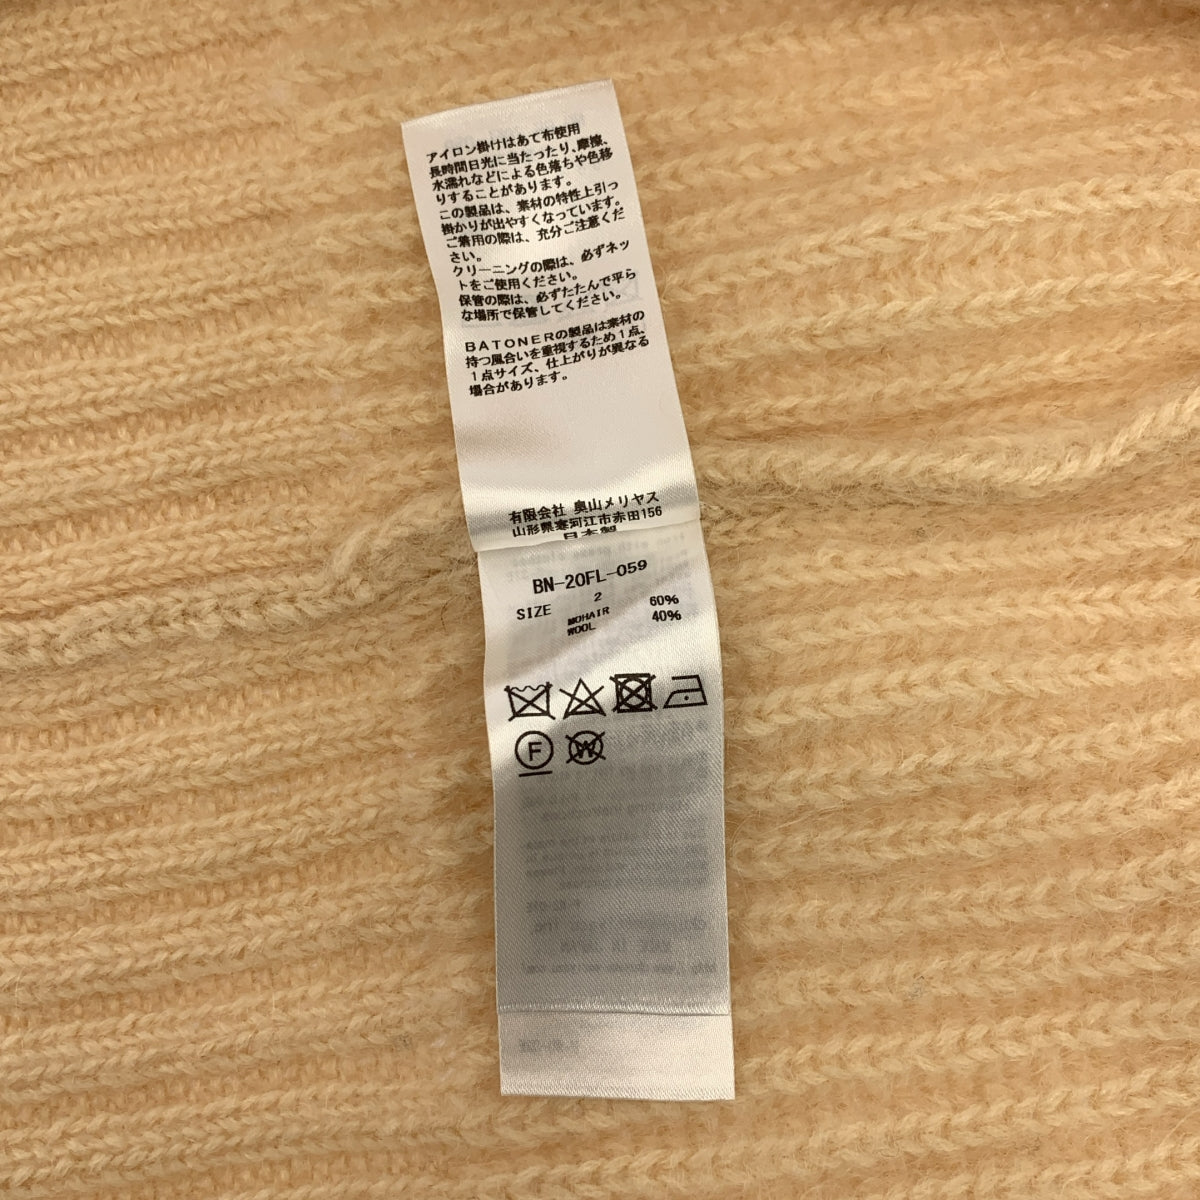 アイロン掛けはあて布使用
長時間日光に当たったり、摩擦、
水濡れなどによる色落ちや色移
りすることがあります。
この製品は、素材の特性上引っ
掛かりが出やすくなっています。
ご着用の際は、充分ご注意くだ
さい。
クリーニングの際は、必ずネッ
トをご使用ください。
保管の際は、必ずたたんで平ら
な場所で保管してください。
BATONERの製品は素材の
持つ風合いを重視するため1点、
1点サイズ、仕上がりが異なる
場合があります。
有限会社 奥山メリヤス
山形県寒河江市赤田156
日本製
BN-20FL-059
SIZE 2
MOHAIR 60%
WOOL 40%
F
W